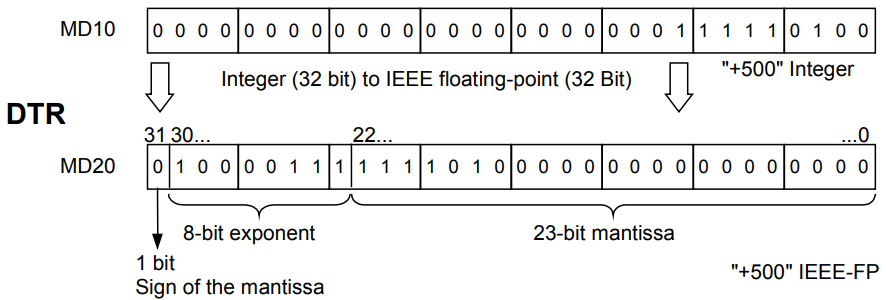 MD10 0 0 0 0 0 0 0 0 0 0 0 0 0 0 0 0 0 0 0 0 0 0 0 1 1 1 1 1 0 1 0 0
Integer (32 bit) to IEEE floating-point (32 Bit) "+500" Integer
DTR
31 30... 22... ...0
MD20 0 1 0 0 0 0 1 1 1 1 1 1 1 0 1 0 0 0 0 0 0 0 0 0 0 0 0 0 0 0 0 0
8-bit exponent 23-bit mantissa
1 bit
Sign of the mantissa "+500" IEEE-FP